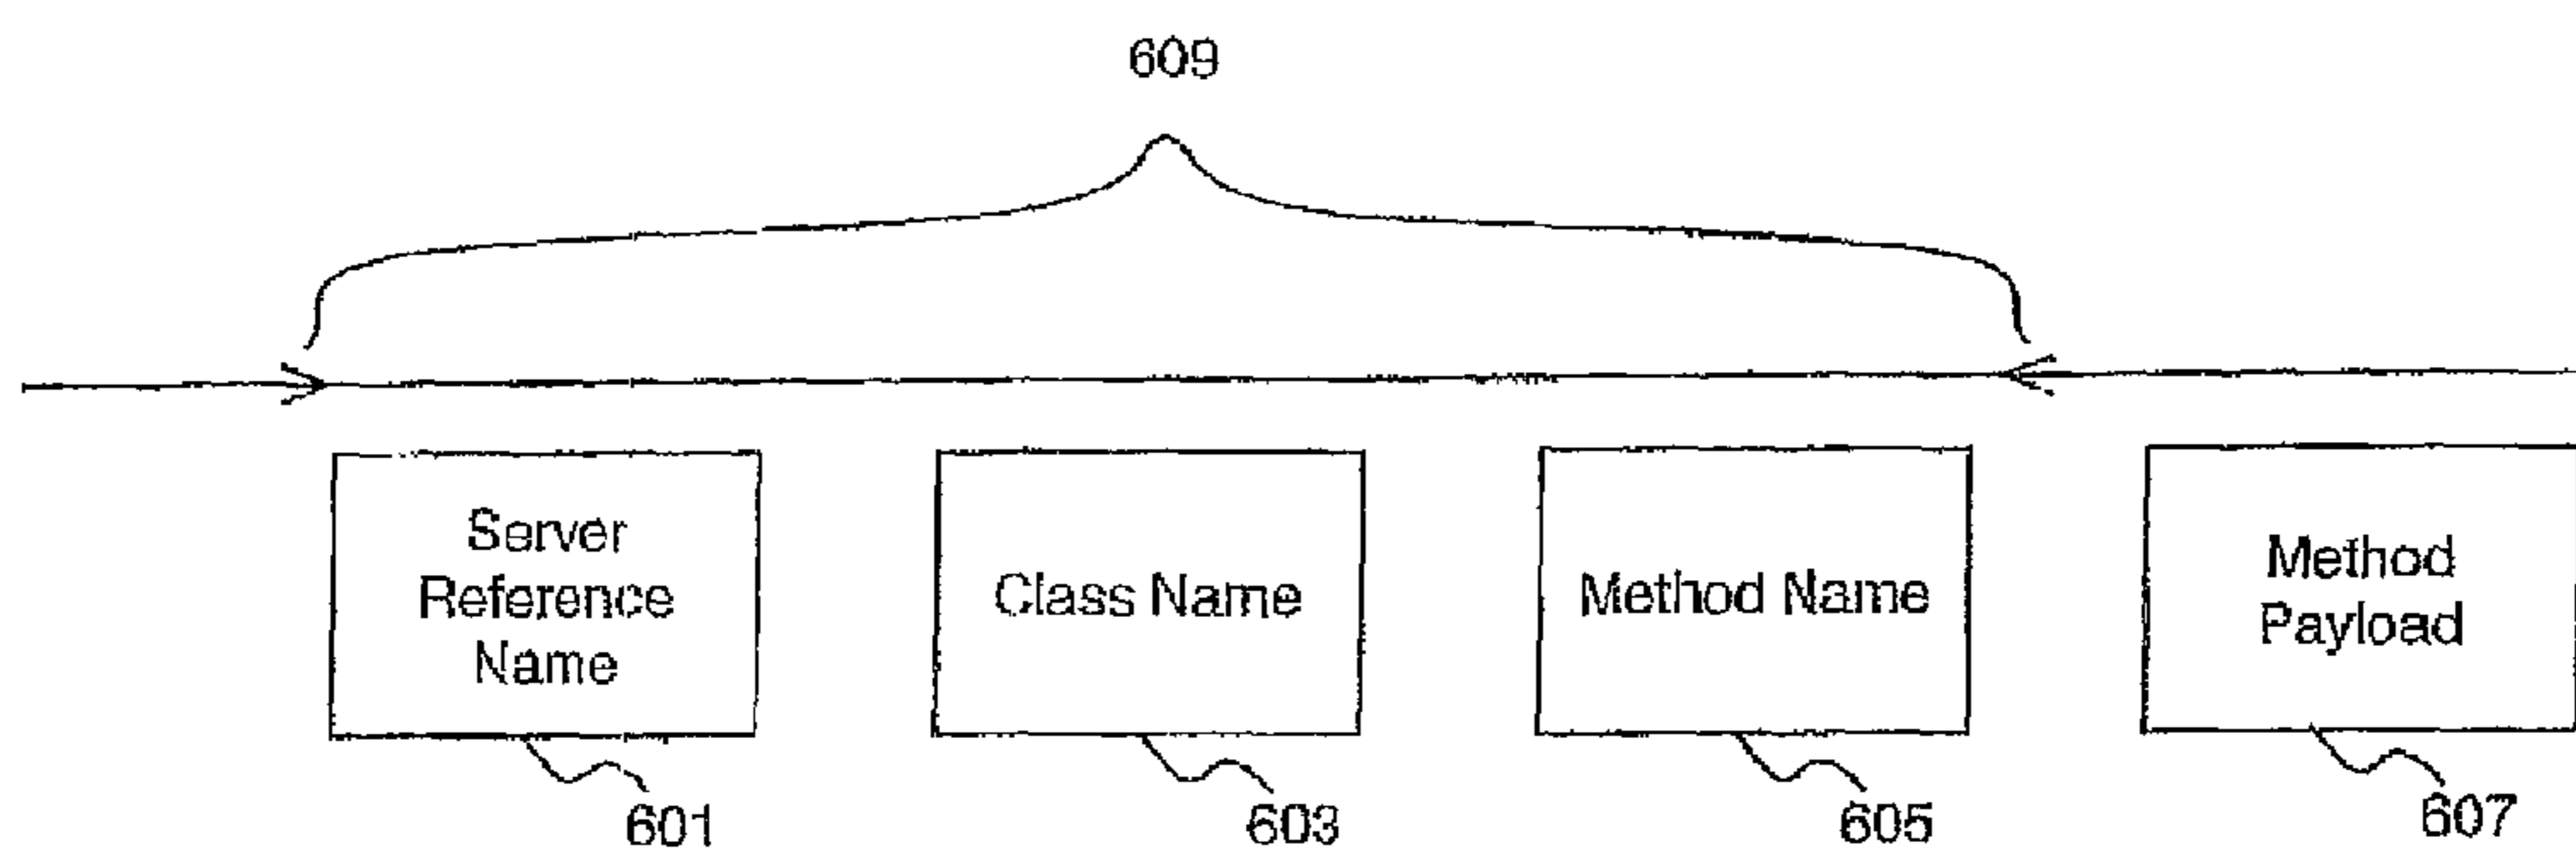 609
Server
Reference
Name
Class Name
Method Name
Method
Payload
601
603
605
607